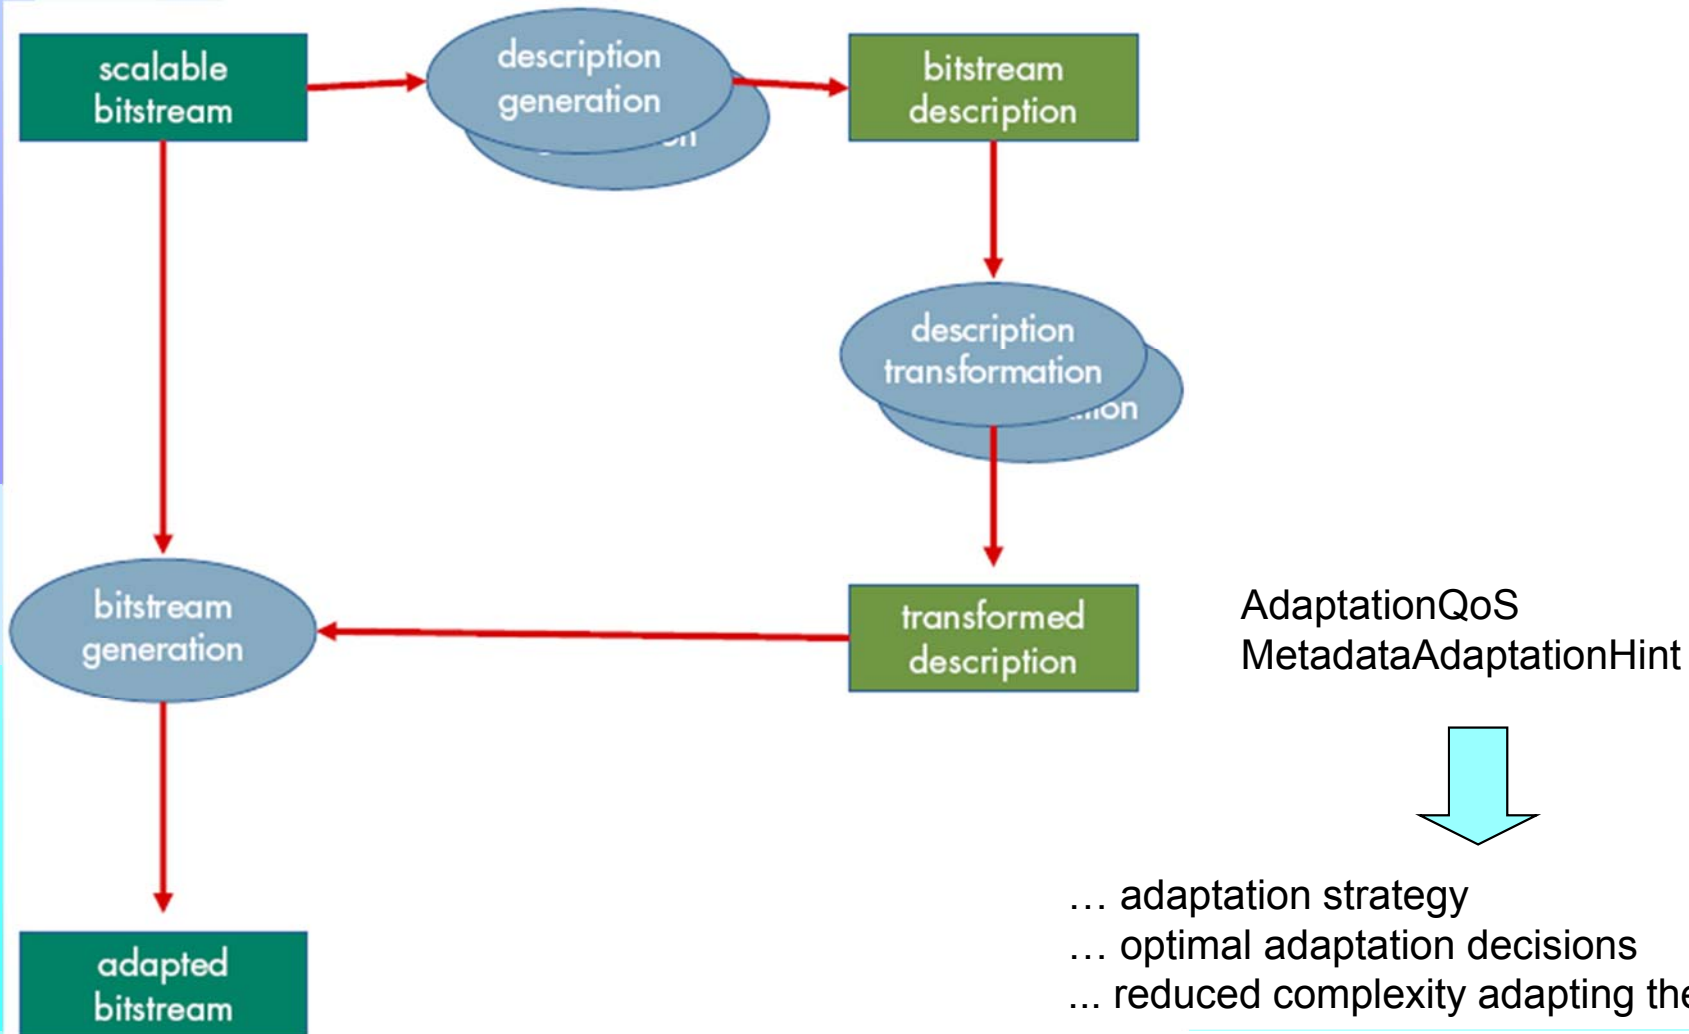 scalable
bitstream
description
generation
bitstream
description
description
transformation
bitstream
generation
transformed
description
AdaptationQoS
MetadataAdaptationHint
adapted
bitstream
… adaptation strategy
… optimal adaptation decisions
... reduced complexity adapting the